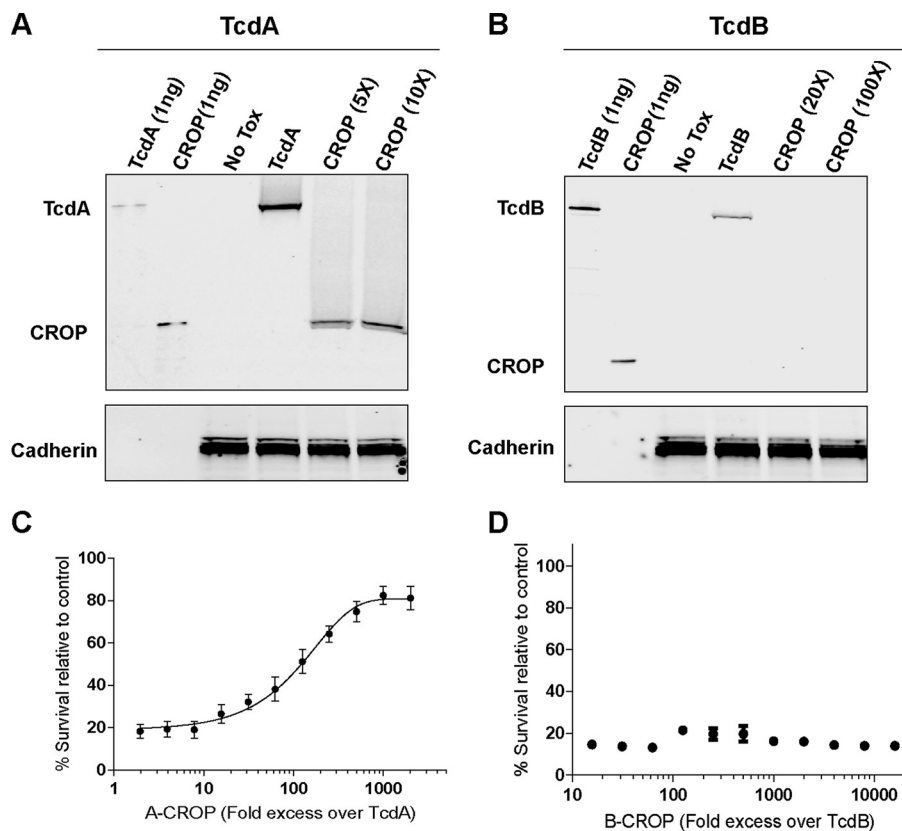 A
TcdA
TcdA (1ng)
CROP(1ng)
No Tox
TcdA
CROP (5X)
CROP (10X)
TcdA
CROP
Cadherin
B
TcdB
TcdB (1ng)
CROP(1ng)
No Tox
TcdB
CROP (20X)
CROP (100X)
TcdB
CROP
Cadherin
C
% Survival relative to control
100
80
60
40
20
0
1
10
100
1000
A-CROP (Fold excess over TcdA)
D
% Survival relative to control
100
80
60
40
20
0
10
100
1000
10000
B-CROP (Fold excess over TcdB)